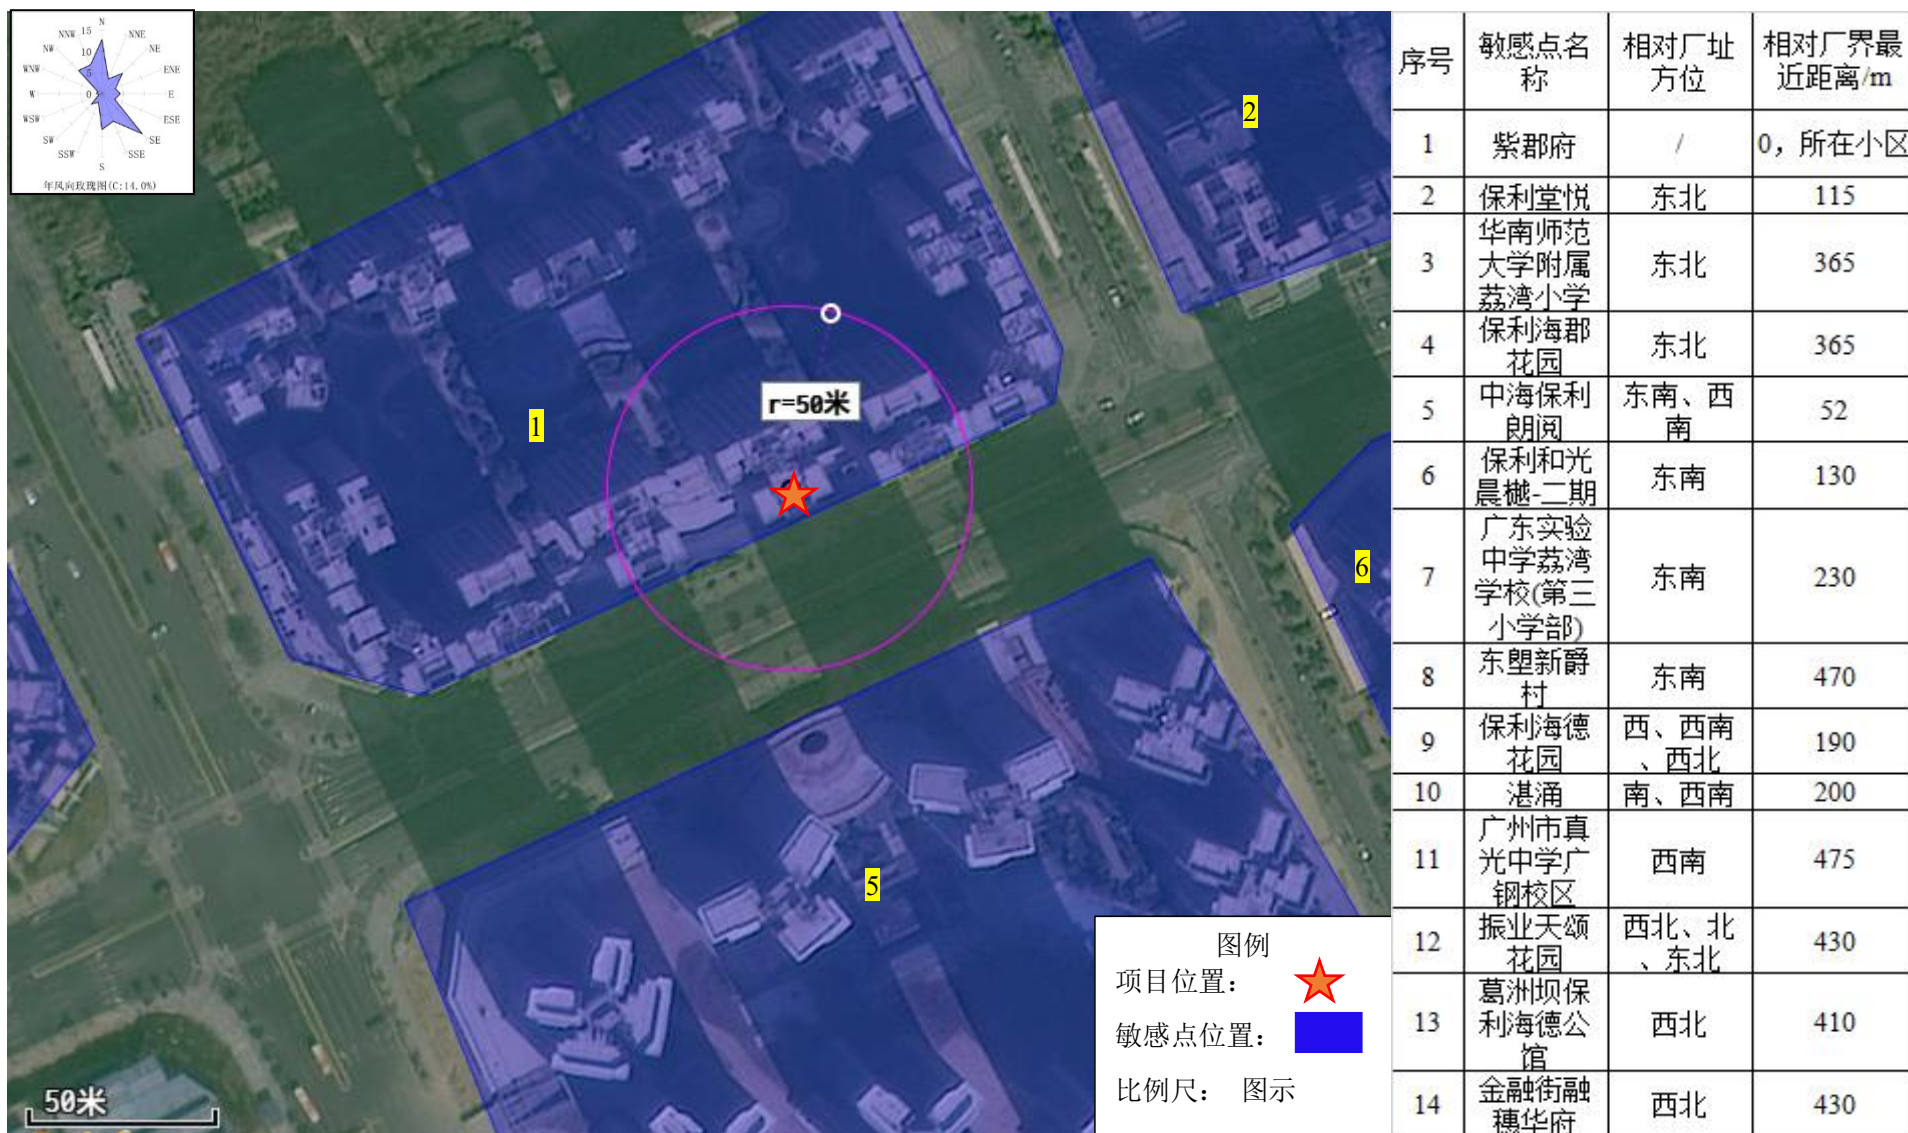 N
NNW
15
NNE
NW
10
NE
WNW
5
ENE
W
0
E
WSW
ESE
SW
SE
SSW
SSE
S
年风向玫瑰图(C:14.0%)
2
r=50米
1
6
5
50米
图例
项目位置：
敏感点位置：
比例尺： 图示
序号
敏感点名
称
相对厂址
方位
相对厂界最
近距离/m
1
紫郡府
/
0，所在小区
2
保利堂悦
东北
115
3
华南师范
大学附属
荔湾小学
东北
365
4
保利海郡
花园
东北
365
5
中海保利
朗阅
东南、西
南
52
6
保利和光
晨樾-二期
东南
130
7
广东实验
中学荔湾
学校(第三
小学部)
东南
230
8
东塱新爵
村
东南
470
9
保利海德
花园
西、西南
、西北
190
10
湛涌
南、西南
200
11
广州市真
光中学广
钢校区
西南
475
12
振业天颂
花园
西北、北
、东北
430
13
葛洲坝保
利海德公
馆
西北
410
14
金融街融
穗华府
西北
430